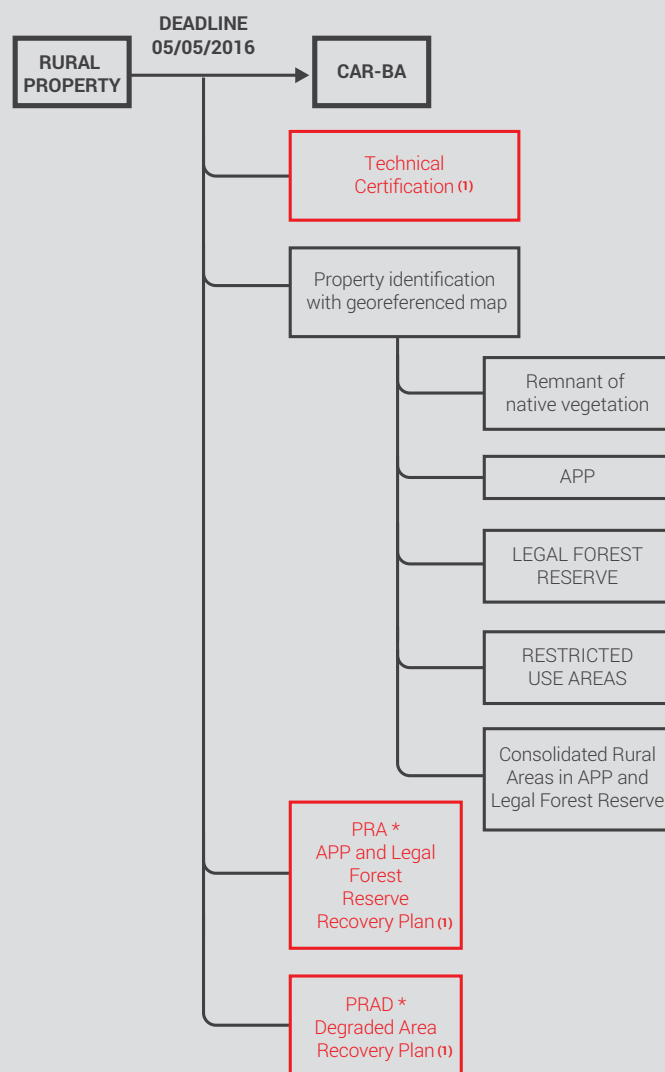 DEADLINE
05/05/2016
RURAL
PROPERTY
CAR-BA
Technical
Certification (1)
Property identification
with georeferenced map
Remnant of
native vegetation
APP
LEGAL FOREST
RESERVE
RESTRICTED
USE AREAS
Consolidated Rural
Areas in APP and
Legal Forest Reserve
PRA *
APP and Legal
Forest
Reserve
Recovery Plan (1)
PRAD *
Degraded Area
Recovery Plan (1)